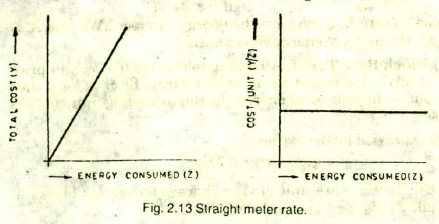 TOTAL COST (Y)
ENERGY CONSUMED (Z)
COST/UNIT (Y/Z)
ENERGY CONSUMED(Z)
Fig. 2.13 Straight meter rate.